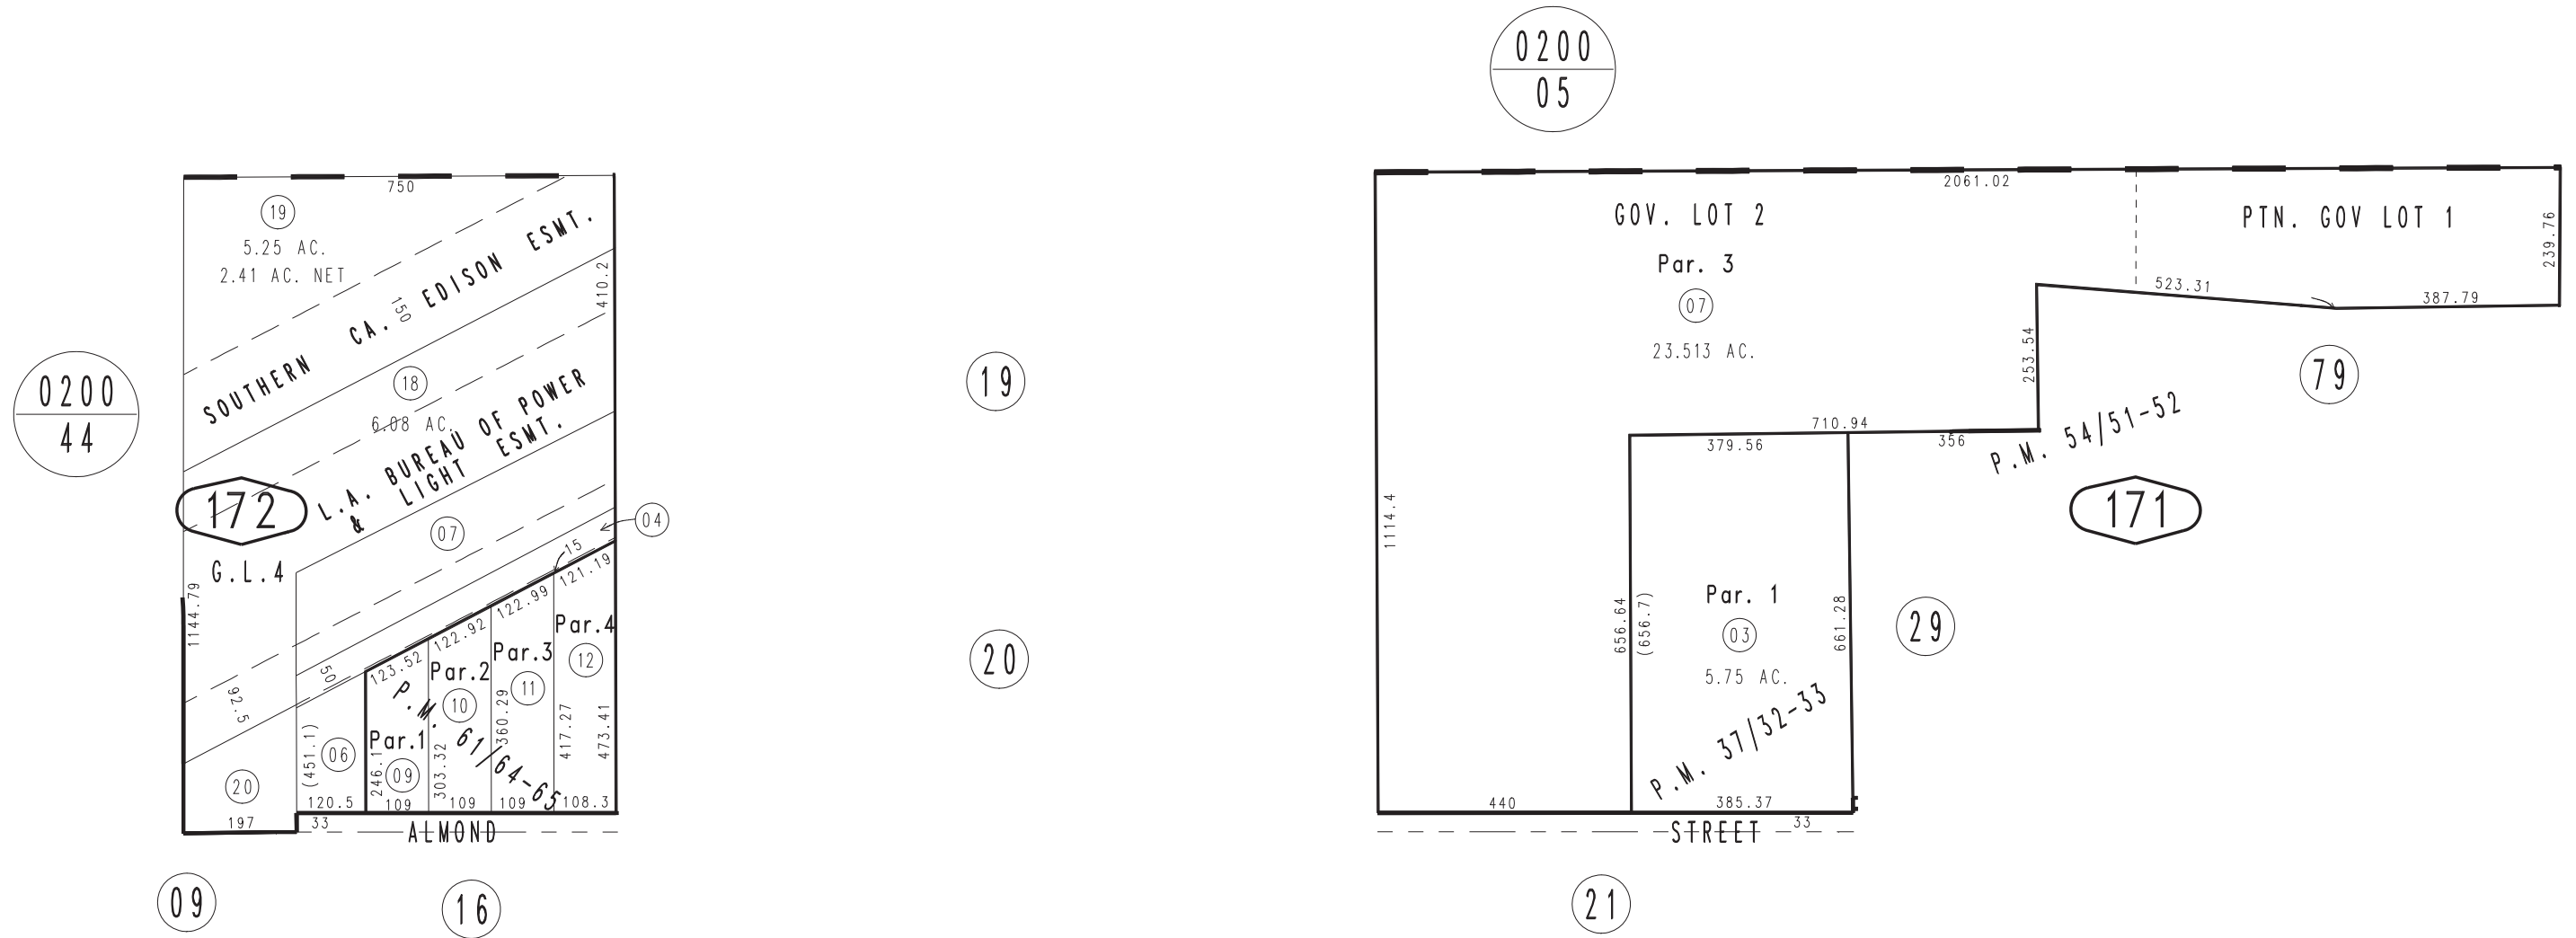 0200
05
750
19
5.25 AC.
2.41 AC. NET
SOUTHERN CA. EDISON ESMT.
150
410.2
0200
44
18
6.08 AC.
L.A. BUREAU OF POWER
& LIGHT ESMT.
172
07
04
G.L.4
1144.79
15
121.19
122.99
122.92
123.52
50
92.5
Par.4
12
Par.3
11
Par.2
10
Par.1
09
P.M. 61/64-65
(451.1)
06
246.1
303.32
360.29
417.27
473.41
20
120.5
109
109
109
108.3
197
33
ALMOND
09
16
19
20
2061.02
GOV. LOT 2
PTN. GOV LOT 1
239.76
Par. 3
07
23.513 AC.
523.31
387.79
253.54
79
710.94
379.56
356
P.M. 54/51-52
1114.4
171
656.64
(656.7)
Par. 1
03
5.75 AC.
661.28
29
P.M. 37/32-33
440
385.37
33
STREET
21